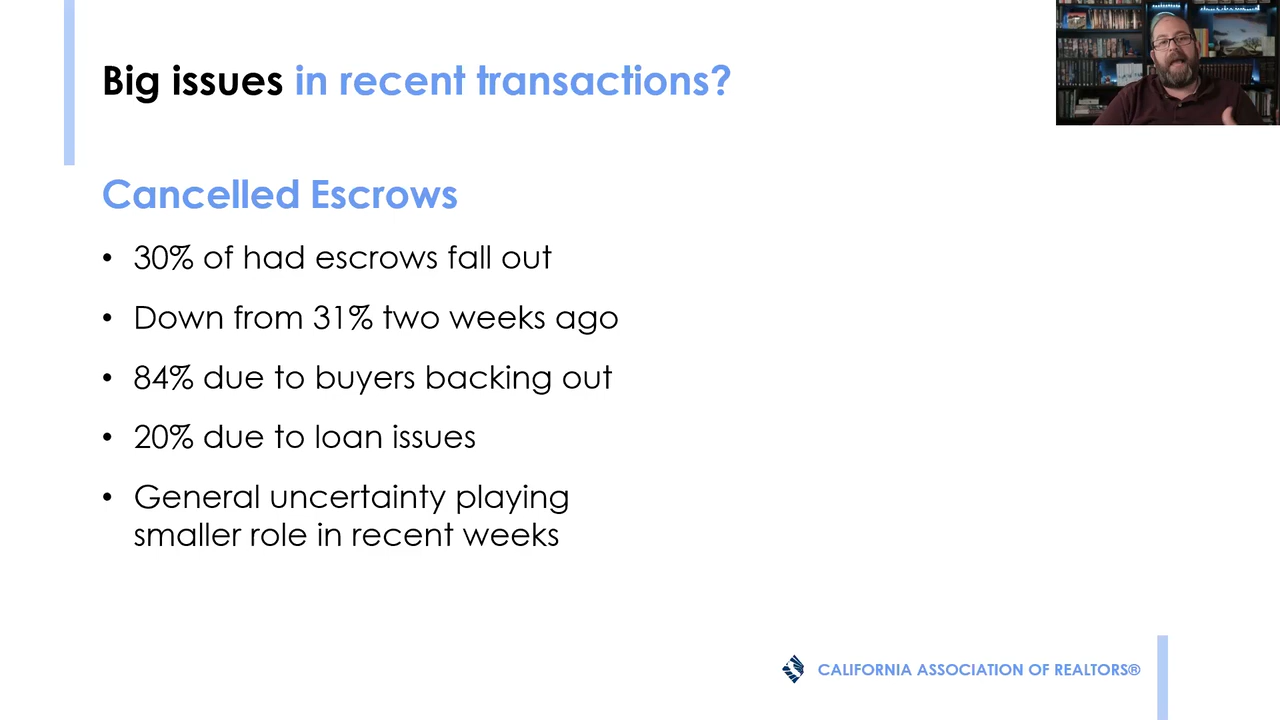 Big issues in recent transactions?
Cancelled Escrows
• 30% of had escrows fall out
• Down from 31% two weeks ago
• 84% due to buyers backing out
• 20% due to loan issues
• General uncertainty playing
smaller role in recent weeks
CALIFORNIA ASSOCIATION OF REALTORS®